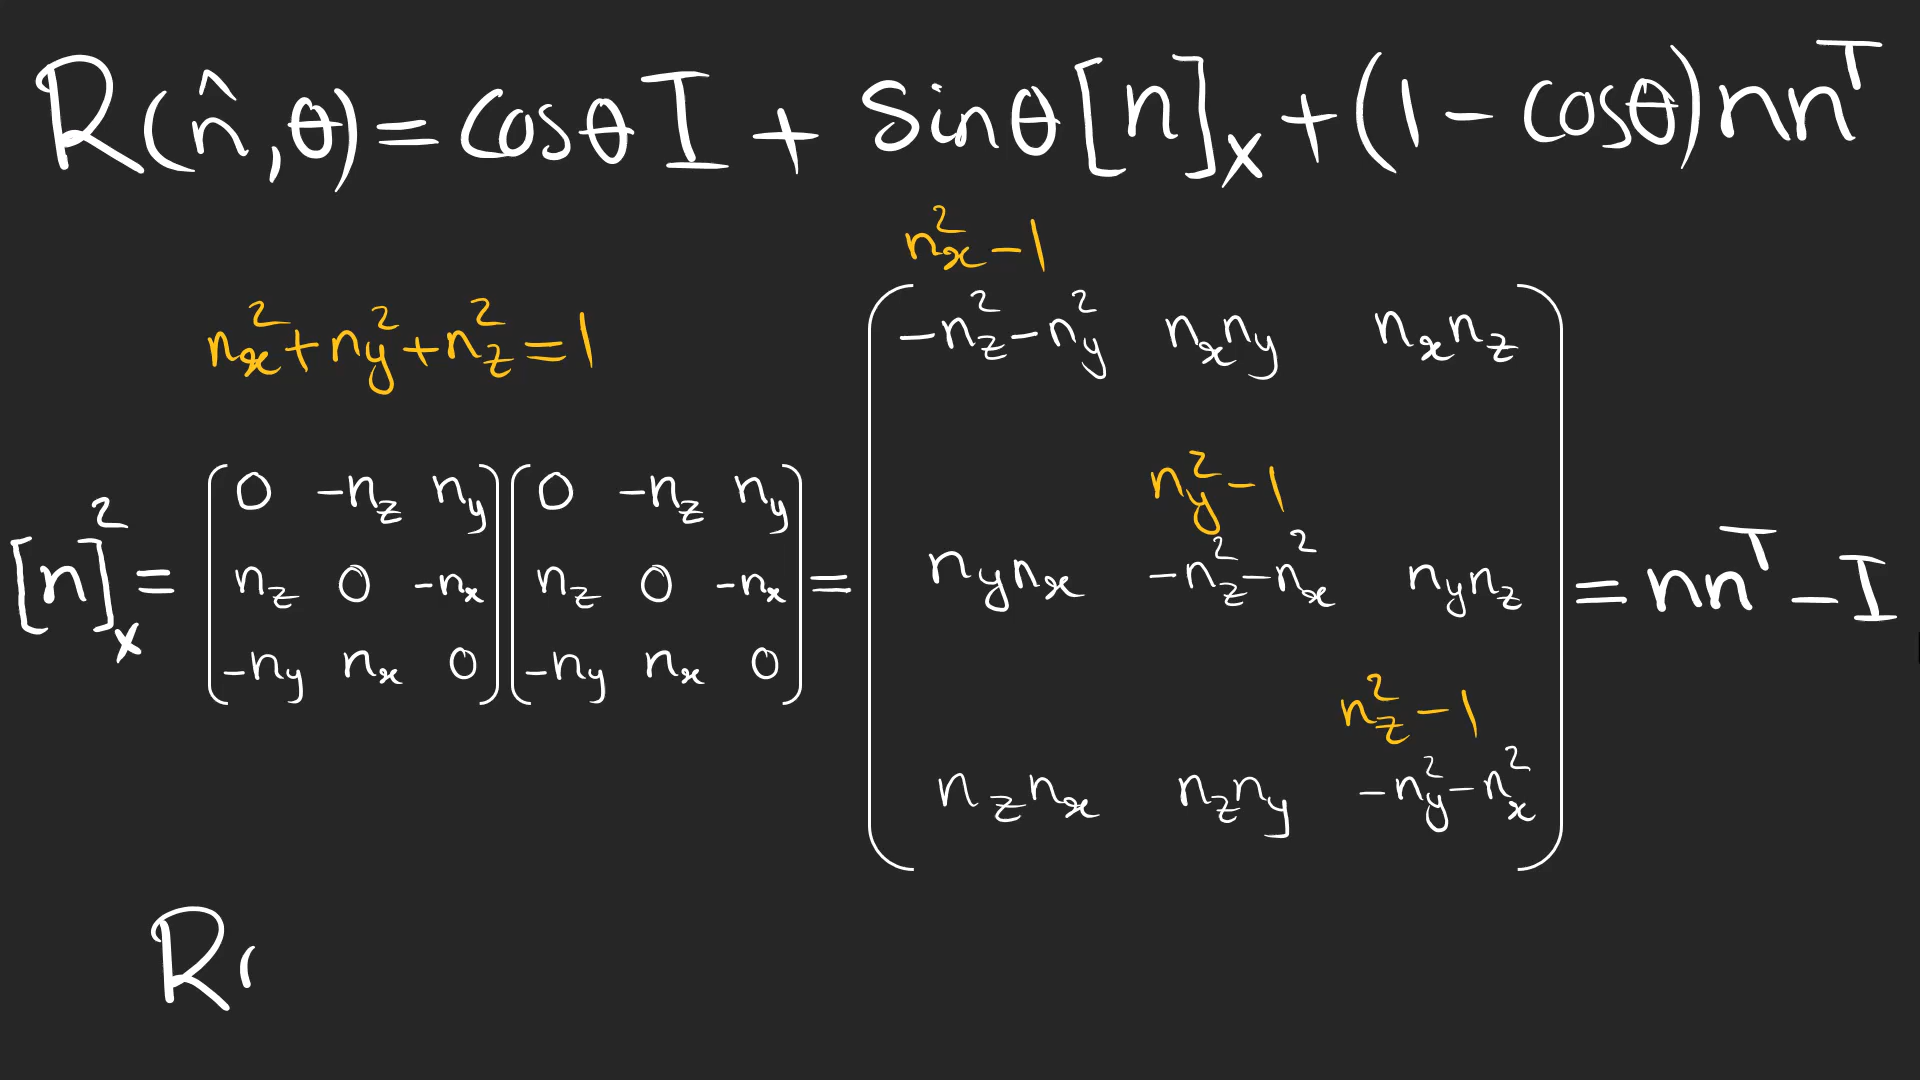 R(n̂,θ)=cosθ I + sinθ[n]ₓ+(1-cosθ)nnᵀ
nₓ²-1
nₓ²+n_y²+n_z²=1
-n_z²-n_y² nₓn_y nₓn_z
n_y²-1
[n]ₓ²= 0 -n_z n_y 0 -n_z n_y
n_z 0 -nₓ n_z 0 -nₓ = n_ynₓ -n_z²-nₓ² n_yn_z = nnᵀ-I
-n_y nₓ 0 -n_y nₓ 0
n_z²-1
n_znₓ n_zn_y -n_y²-nₓ²
R(